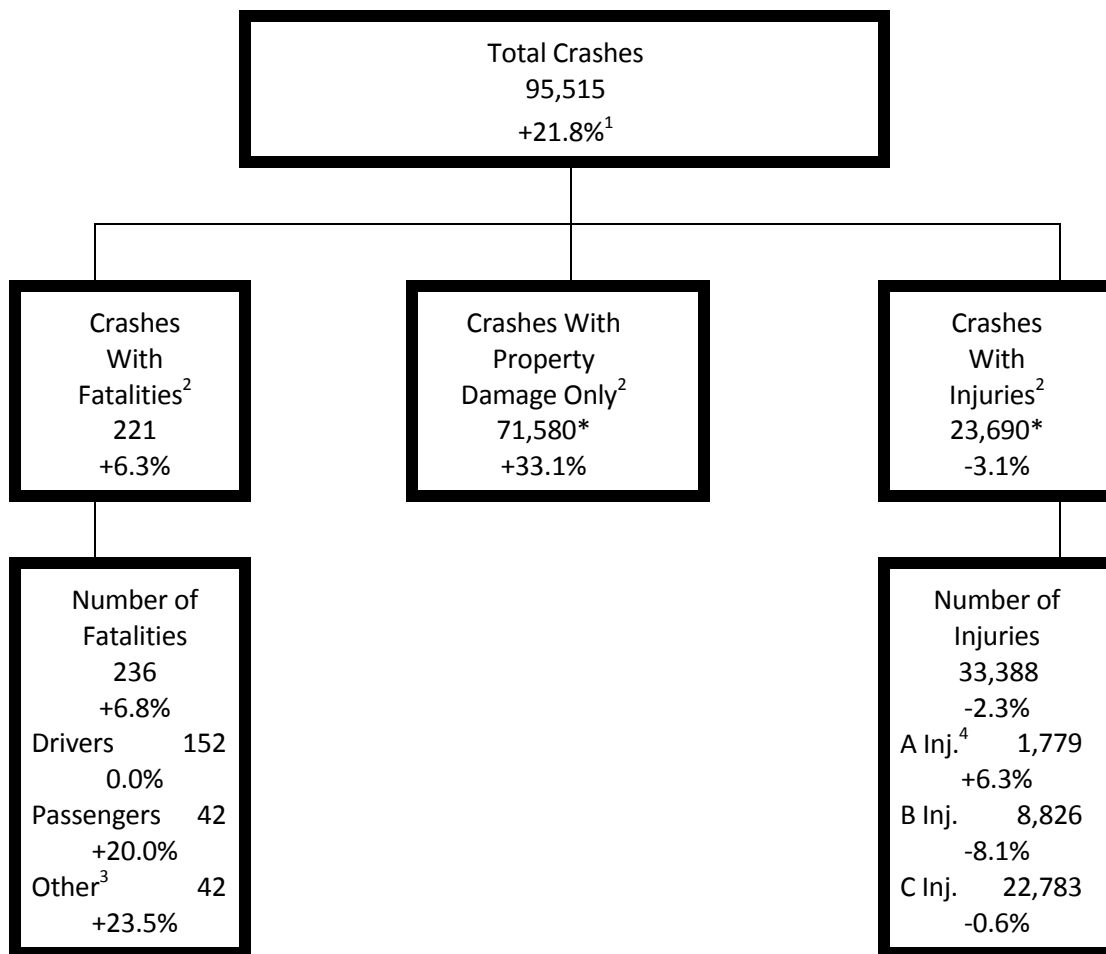 Total Crashes
95,515
+21.8%¹
Crashes
With
Fatalities²
221
+6.3%
Crashes With
Property
Damage Only²
71,580*
+33.1%
Crashes
With
Injuries²
23,690*
-3.1%
Number of
Fatalities
236
+6.8%
Drivers 152
0.0%
Passengers 42
+20.0%
Other³ 42
+23.5%
Number of
Injuries
33,388
-2.3%
A Inj.⁴ 1,779
+6.3%
B Inj. 8,826
-8.1%
C Inj. 22,783
-0.6%